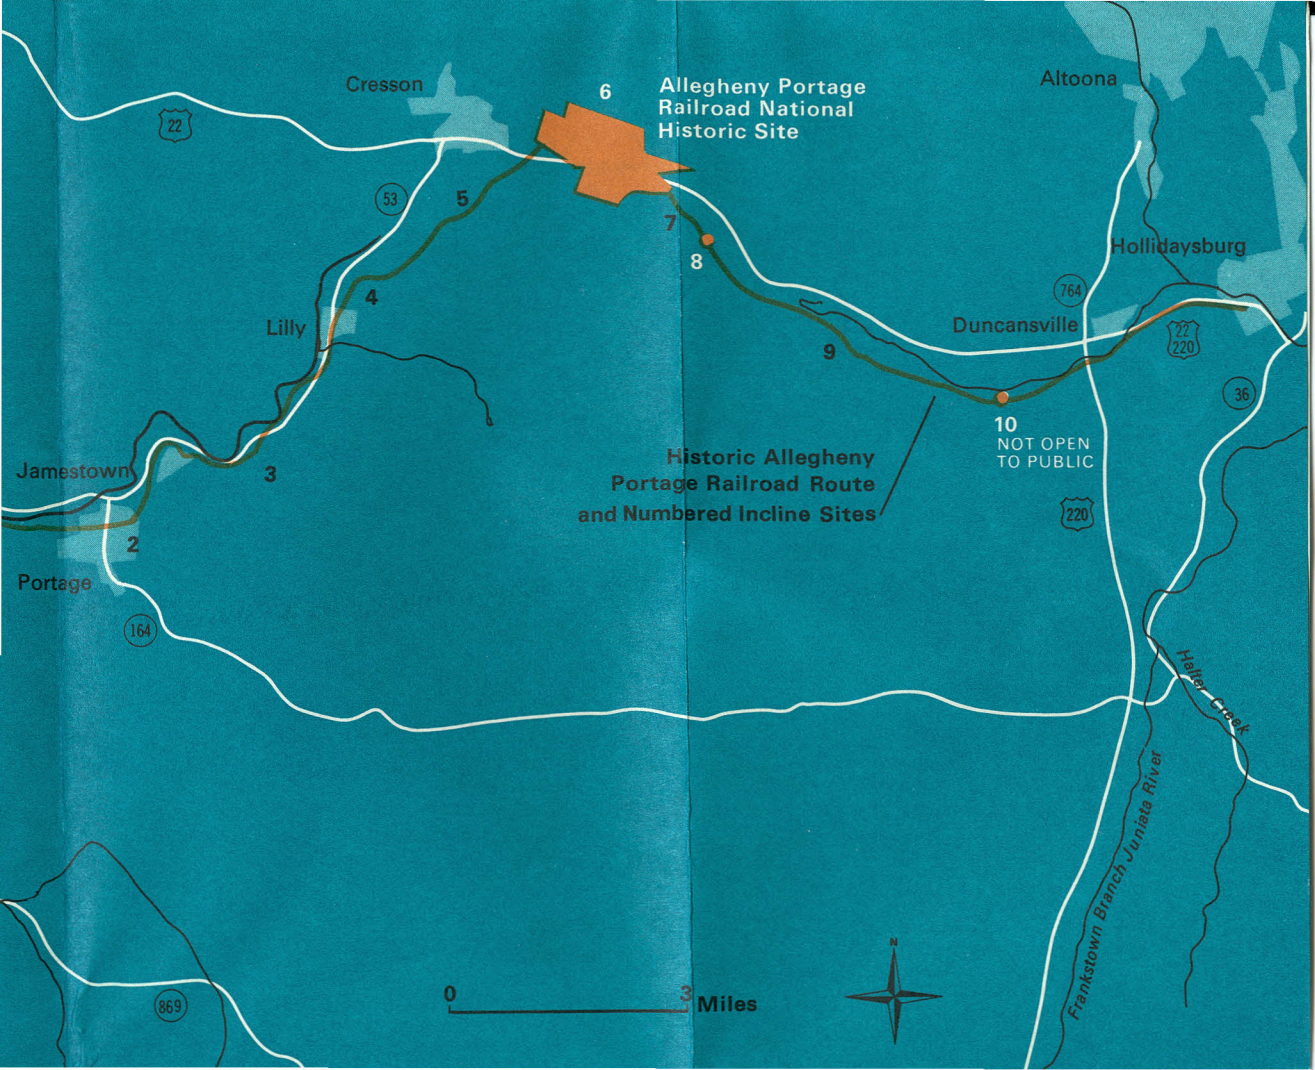 Cresson
6
Allegheny Portage
Railroad National
Historic Site
Altoona
22
53
5
7
8
Hollidaysburg
764
4
Lilly
Duncansville
22
220
9
36
10
NOT OPEN
TO PUBLIC
Historic Allegheny
Portage Railroad Route
and Numbered Incline Sites
Jamestown
3
220
2
Portage
164
Halter Creek
Frankstown Branch Juniata River
N
0
3
Miles
869